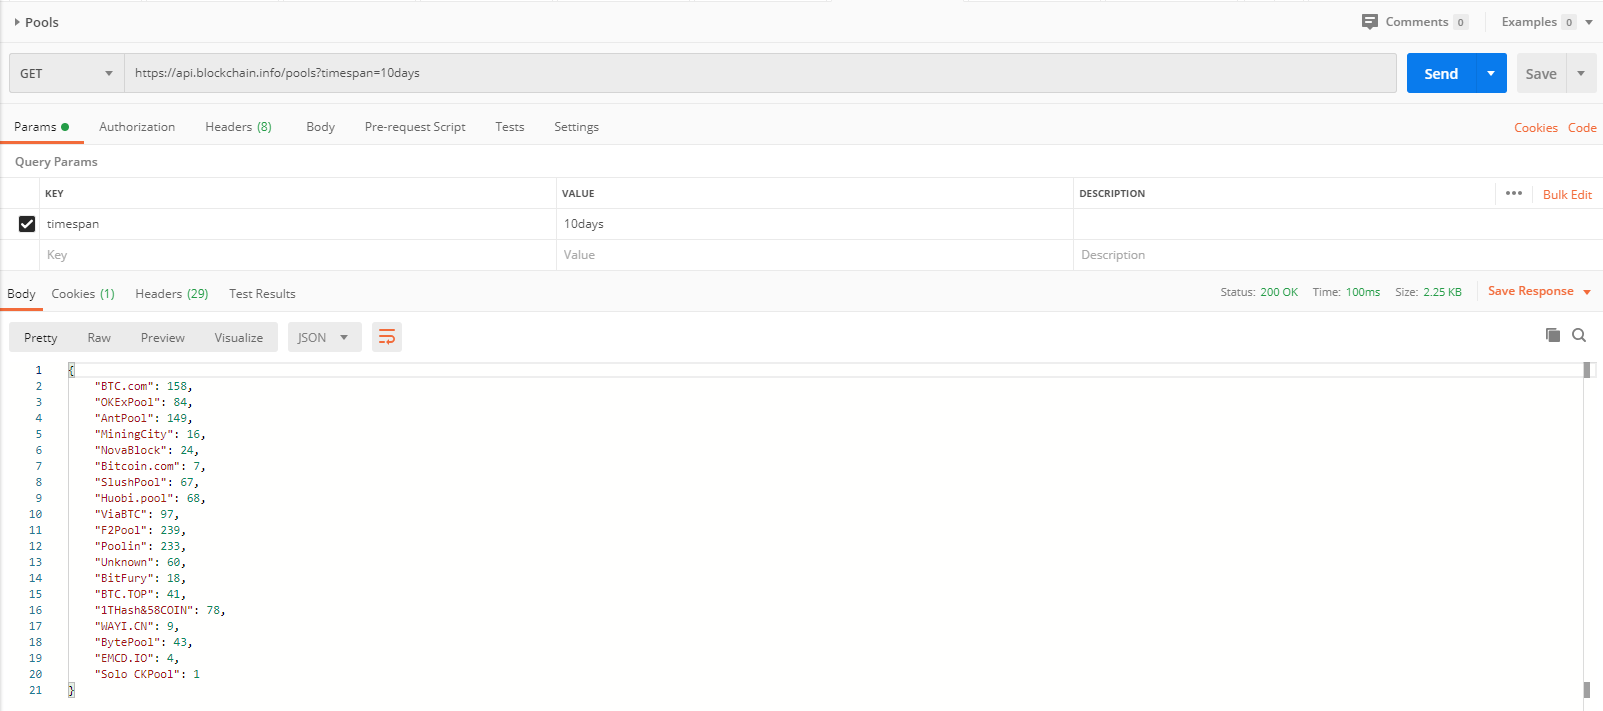 Pools
Comments 0 Examples 0
GET https://api.blockchain.info/pools?timespan=10days Send Save
Params Authorization Headers (8) Body Pre-request Script Tests Settings Cookies Code
Query Params
KEY VALUE DESCRIPTION ••• Bulk Edit
timespan 10days
Key Value Description
Body Cookies (1) Headers (29) Test Results Status: 200 OK Time: 100ms Size: 2.25 KB Save Response
Pretty Raw Preview Visualize JSON
1 {
2 "BTC.com": 158,
3 "OKExPool": 84,
4 "AntPool": 149,
5 "MiningCity": 16,
6 "NovaBlock": 24,
7 "Bitcoin.com": 7,
8 "SlushPool": 67,
9 "Huobi.pool": 68,
10 "ViaBTC": 97,
11 "F2Pool": 239,
12 "Poolin": 233,
13 "Unknown": 60,
14 "BitFury": 18,
15 "BTC.TOP": 41,
16 "1THash&58COIN": 78,
17 "WAYI.CN": 9,
18 "BytePool": 43,
19 "EMCD.IO": 4,
20 "Solo CKPool": 1
21 }